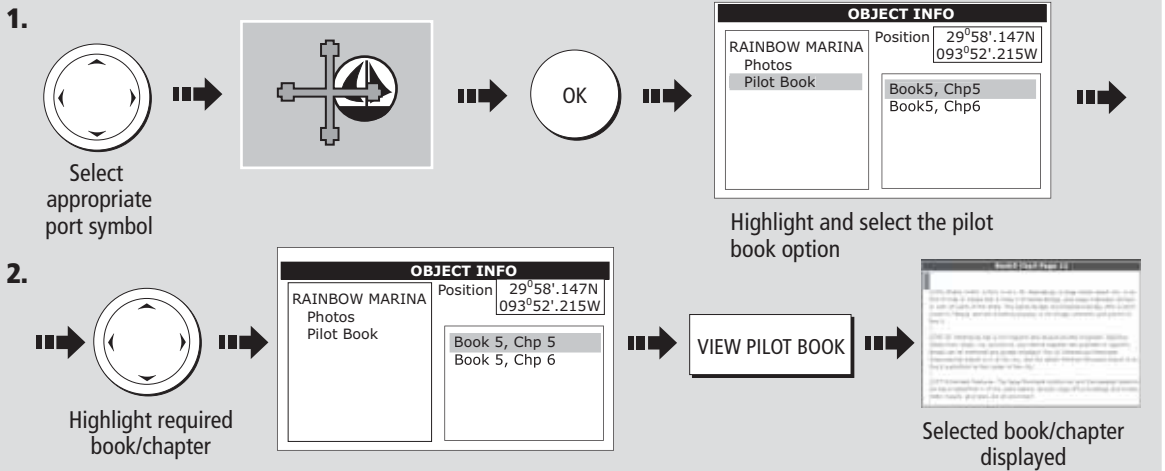 1.
Select
appropriate
port symbol
OK
OBJECT INFO
RAINBOW MARINA
Photos
Pilot Book
Position 29⁰58'.147N
093⁰52'.215W
Book5, Chp5
Book5, Chp6
Highlight and select the pilot
book option
2.
Highlight required
book/chapter
OBJECT INFO
RAINBOW MARINA
Photos
Pilot Book
Position 29⁰58'.147N
093⁰52'.215W
Book 5, Chp 5
Book 5, Chp 6
VIEW PILOT BOOK
Selected book/chapter
displayed